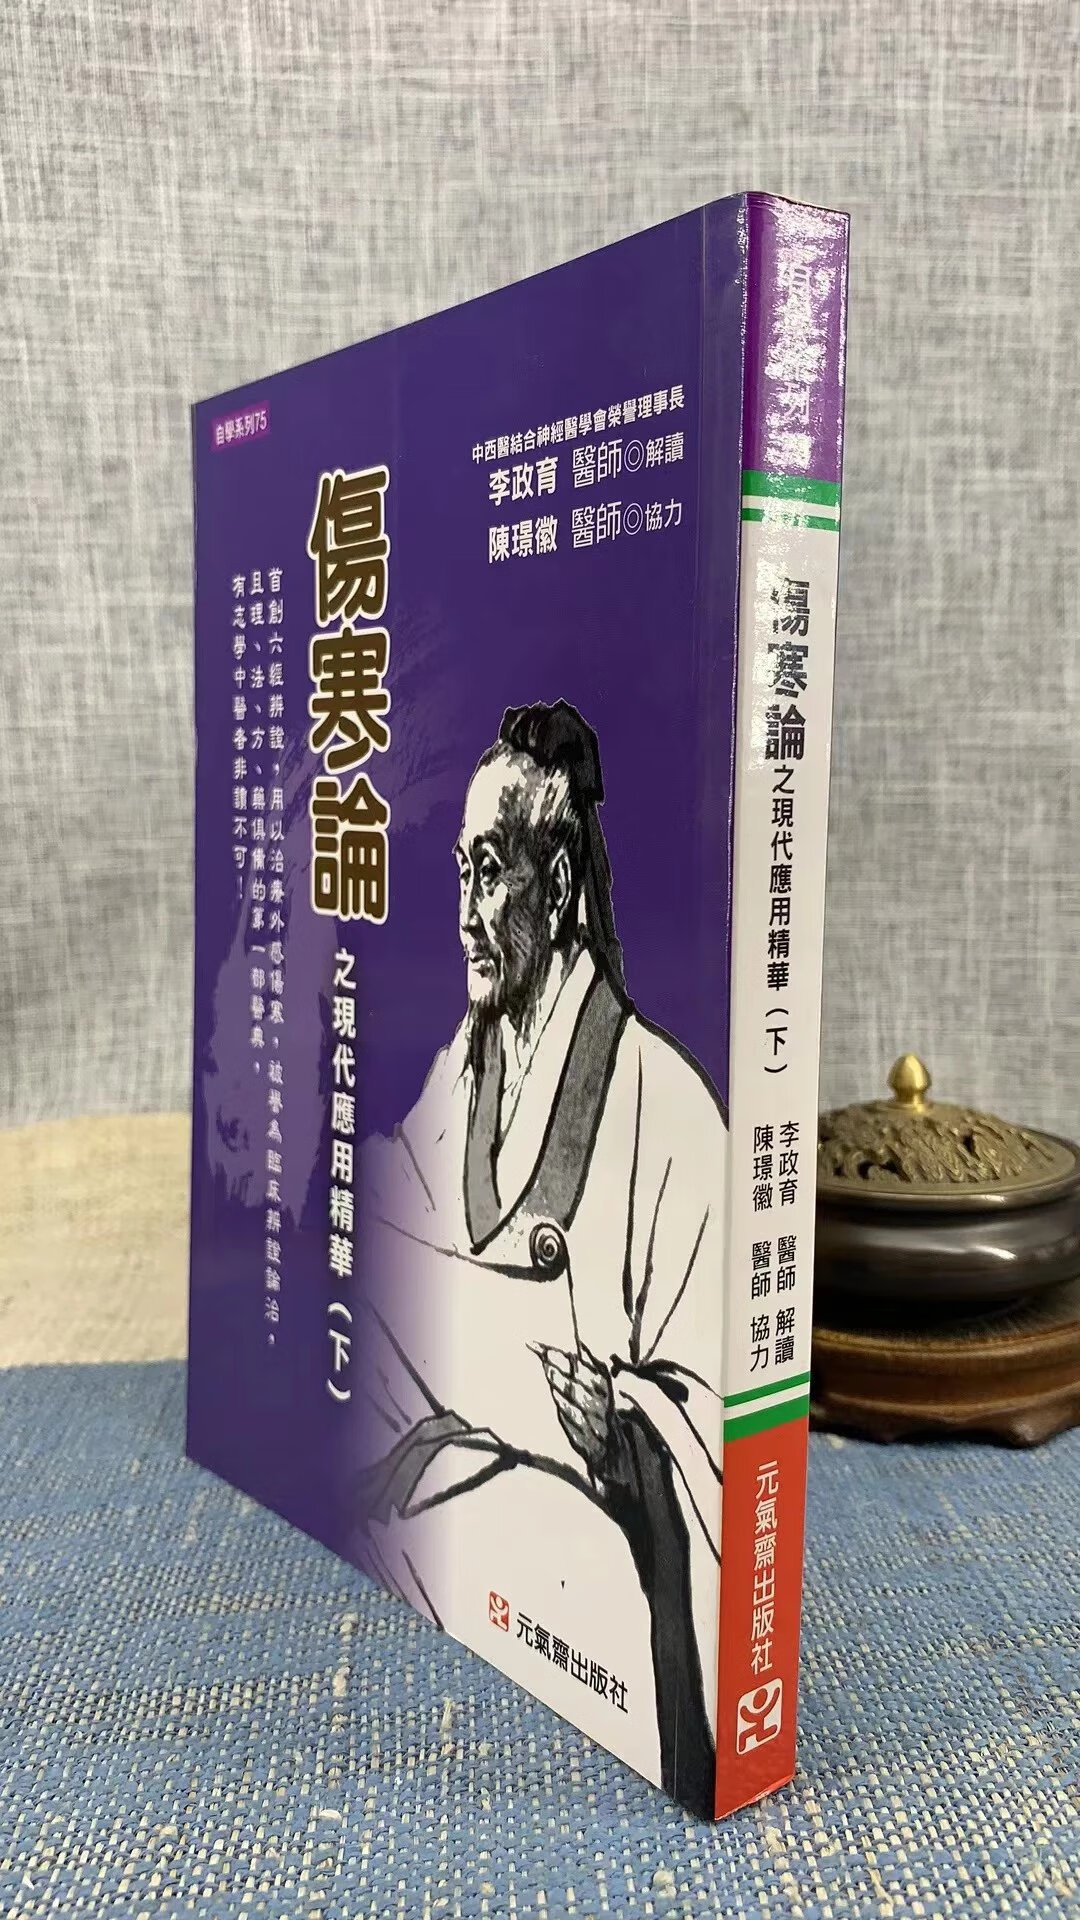 自學系列75
中西醫結合神經醫學會榮譽理事長
李政育 醫師◎解讀
陳璟徽 醫師◎協力
傷寒論
之現代應用精華（下）
首創六經辨證，用以治療外感傷寒，被譽為臨床辨證論治，
且理、法、方、藥俱備的第一部醫典，
有志學中醫者非讀不可！
元氣齋出版社
自學系列
傷寒論之現代應用精華（下）
李政育 醫師 解讀
陳璟徽 醫師 協力
元氣齋出版社